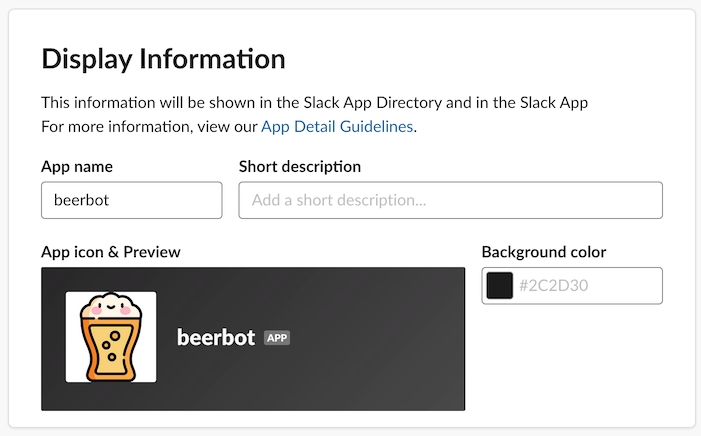 Display Information
This information will be shown in the Slack App Directory and in the Slack App
For more information, view our App Detail Guidelines.
App name
Short description
beerbot
Add a short description...
App icon & Preview
Background color
#2C2D30
beerbot APP